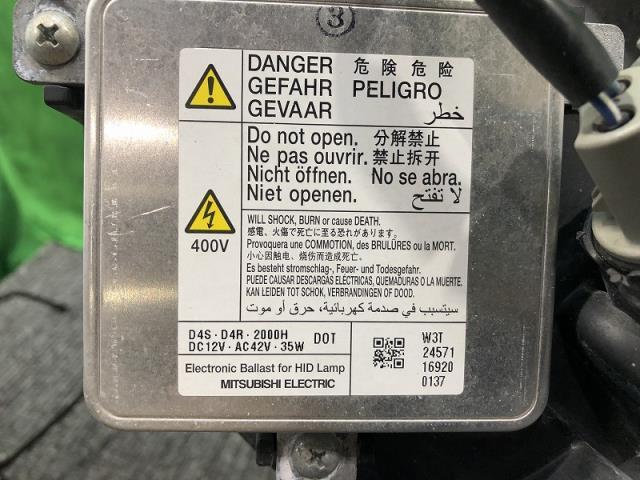 3
DANGER 危険 危险
GEFAHR PELIGRO
GEVAAR خطر
Do not open. 分解禁止
Ne pas ouvrir. 禁止拆开
Nicht öffnen. No se abra.
Niet openen. لا تفتح
400V
WILL SHOCK, BURN or cause DEATH.
感電、火傷で死亡に至る恐れがあります。
Provoquera une COMMOTION, des BRULURES ou la MORT.
小心因触电、烧伤而造成死亡。
Es besteht stromschlag-, Feuer- und Todesgefahr.
PUEDE CAUSAR DESCARGAS ELÉCTRICAS, QUEMADURAS O LA MUERTE.
KAN LEIDEN TOT SCHOK, VERBRANDINGEN OF DOOD.
سيتسبب في صدمة كهربائية، حرق أو موت
D4S·D4R·2000H DOT
DC12V·AC42V·35W
Electronic Ballast for HID Lamp
MITSUBISHI ELECTRIC
W3T
24571
16920
0137